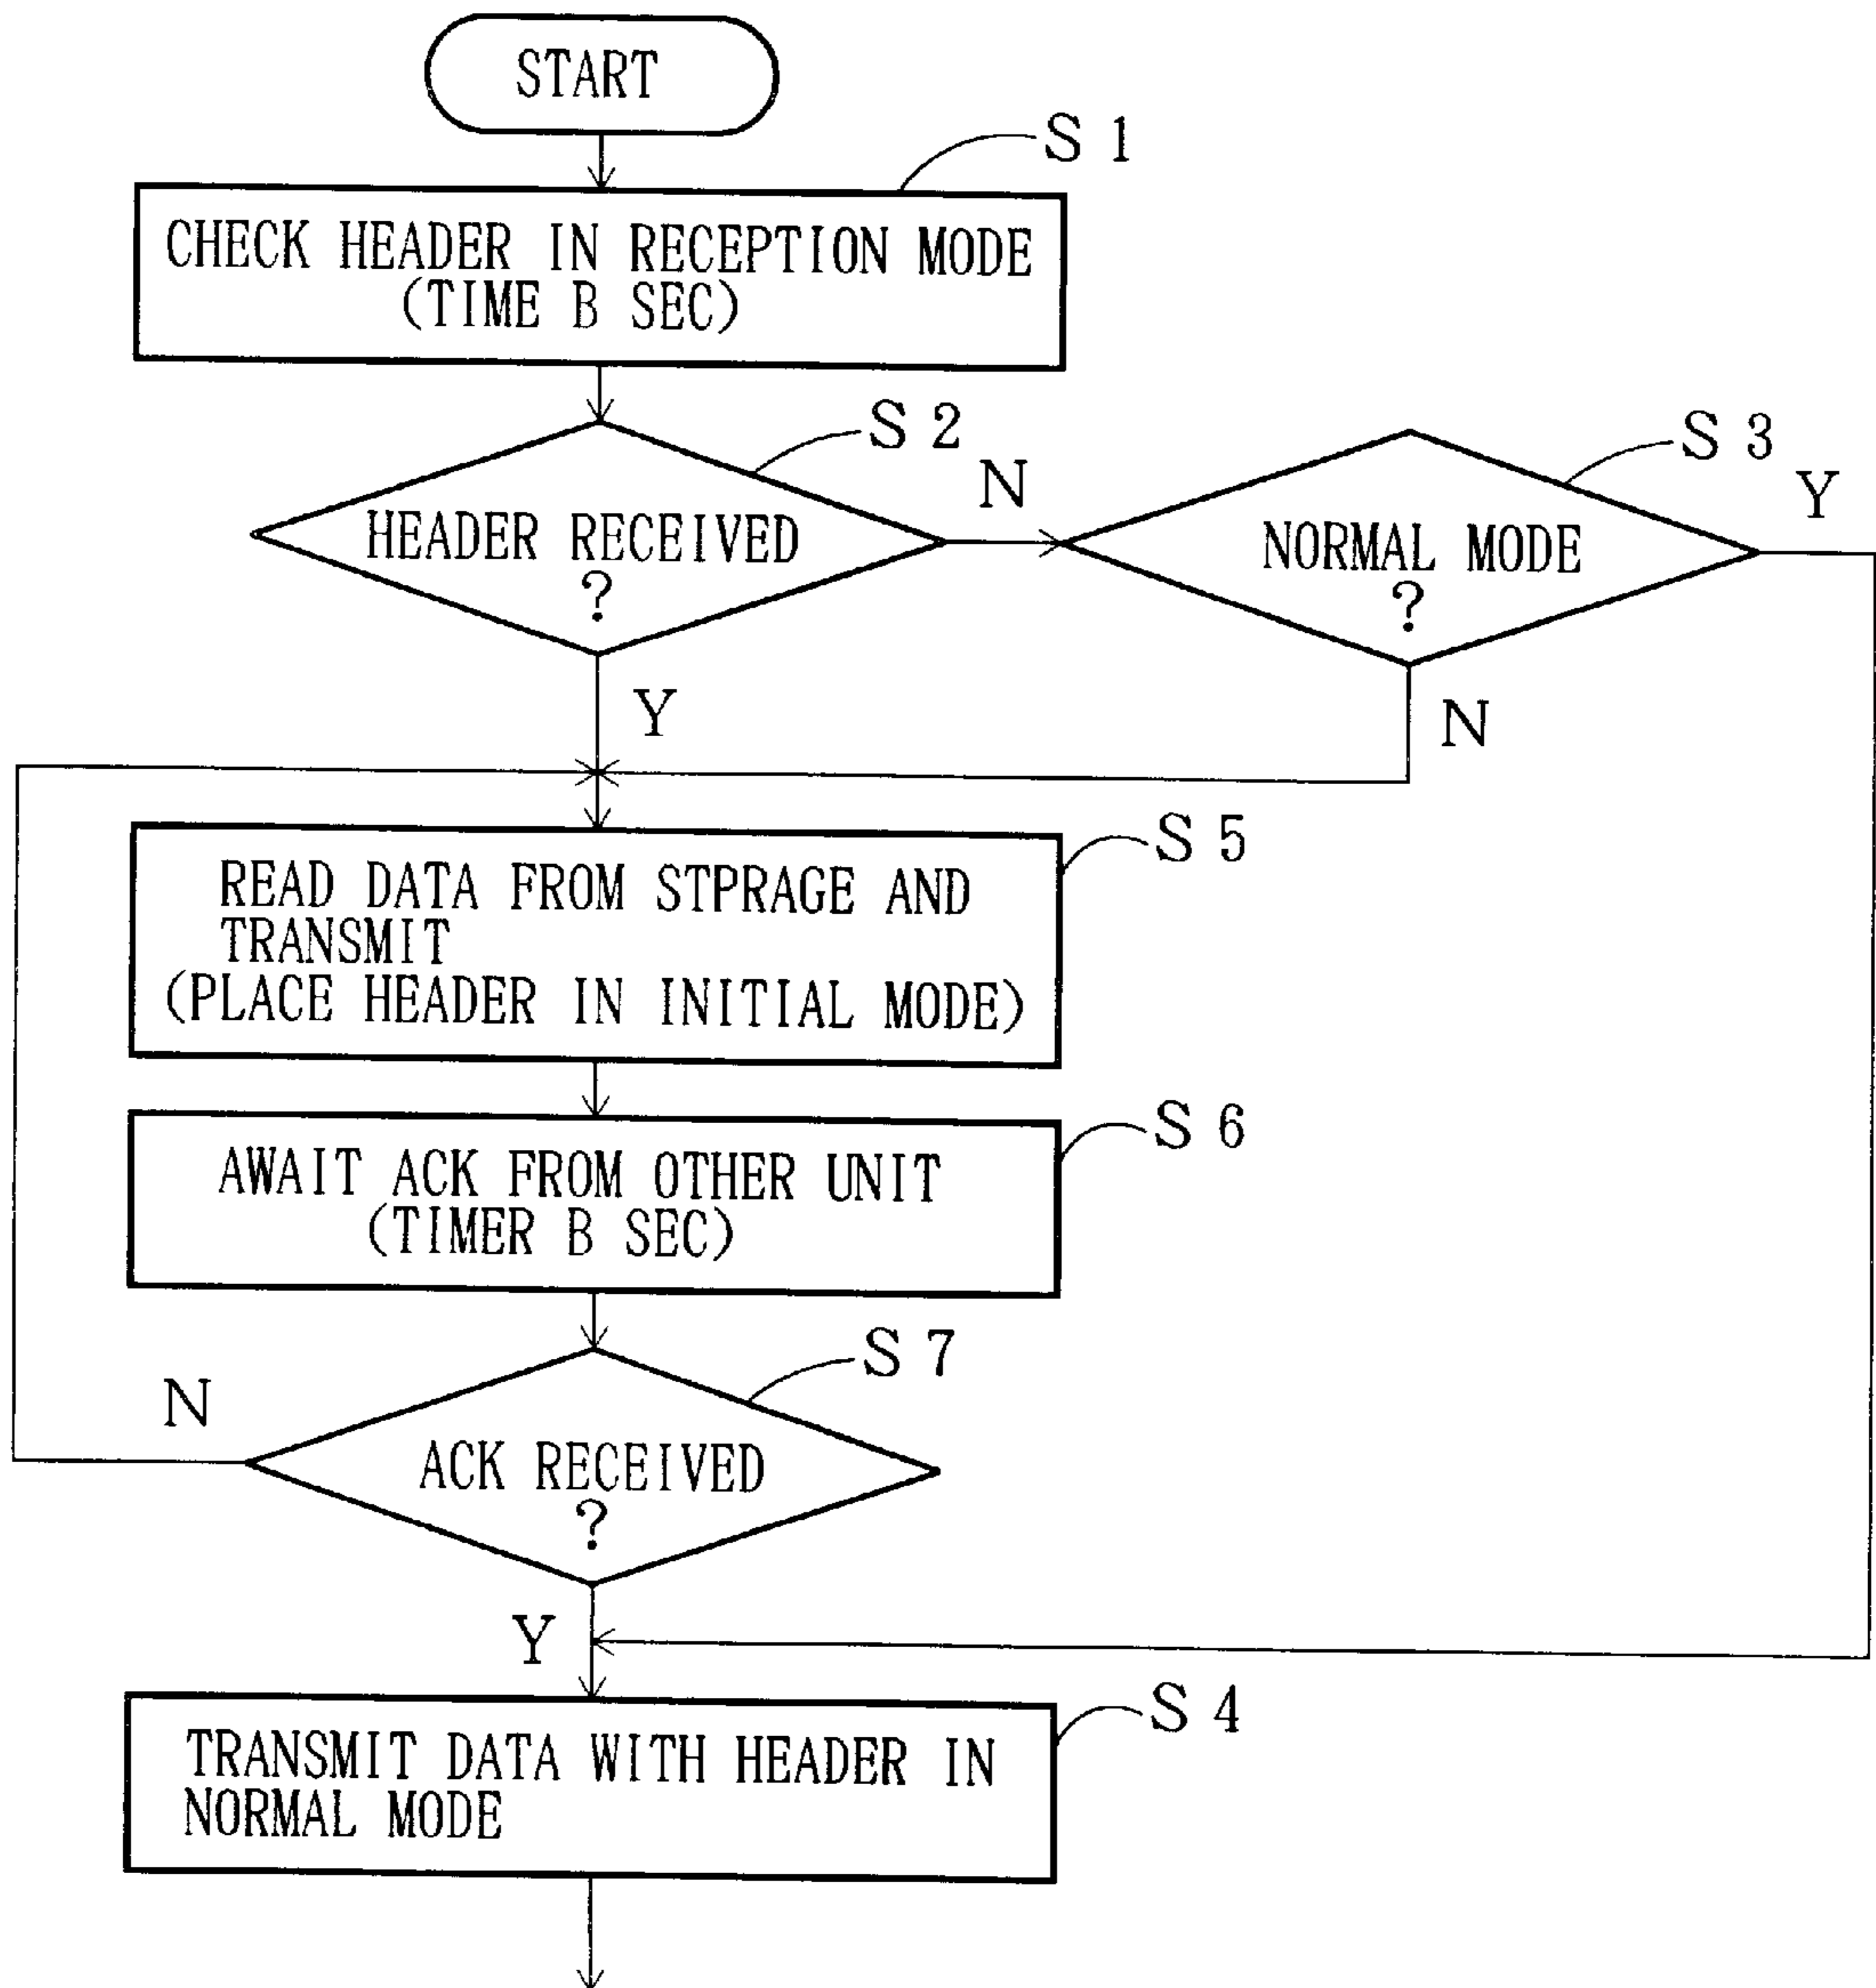 START
S 1
CHECK HEADER IN RECEPTION MODE
(TIME B SEC)
S 2
N
S 3
Y
HEADER RECEIVED
?
NORMAL MODE
?
Y
N
S 5
READ DATA FROM STPRAGE AND
TRANSMIT
(PLACE HEADER IN INITIAL MODE)
S 6
AWAIT ACK FROM OTHER UNIT
(TIMER B SEC)
S 7
N
ACK RECEIVED
?
Y
S 4
TRANSMIT DATA WITH HEADER IN
NORMAL MODE